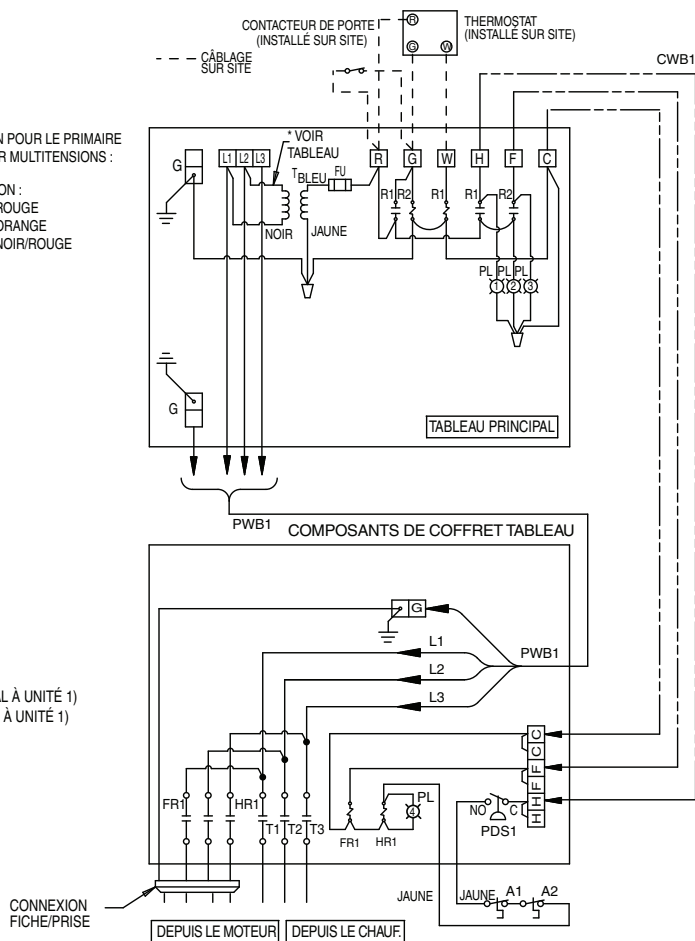 CONTACTEUR DE PORTE
(INSTALLÉ SUR SITE)
R
G
W
THERMOSTAT
(INSTALLÉ SUR SITE)
CÂBLAGE
SUR SITE
CWB1
N POUR LE PRIMAIRE
R MULTITENSIONS :
ON :
ROUGE
ORANGE
NOIR/ROUGE
G
L1 L2 L3
* VOIR
TABLEAU
T
BLEU
FU
NOIR
JAUNE
R G W H F C
R1 R2 R1 R1 R2
PL PL PL
1 2 3
G
TABLEAU PRINCIPAL
PWB1
COMPOSANTS DE COFFRET TABLEAU
G
L1
L2
L3
PWB1
AL À UNITÉ 1)
À UNITÉ 1)
C
C
F
F
H
H
FR1
HR1
T1 T2 T3
FR1
HR1
PL
4
NO
C
PDS1
CONNEXION
FICHE/PRISE
DEPUIS LE MOTEUR
DEPUIS LE CHAUF.
JAUNE
JAUNE
A1
A2